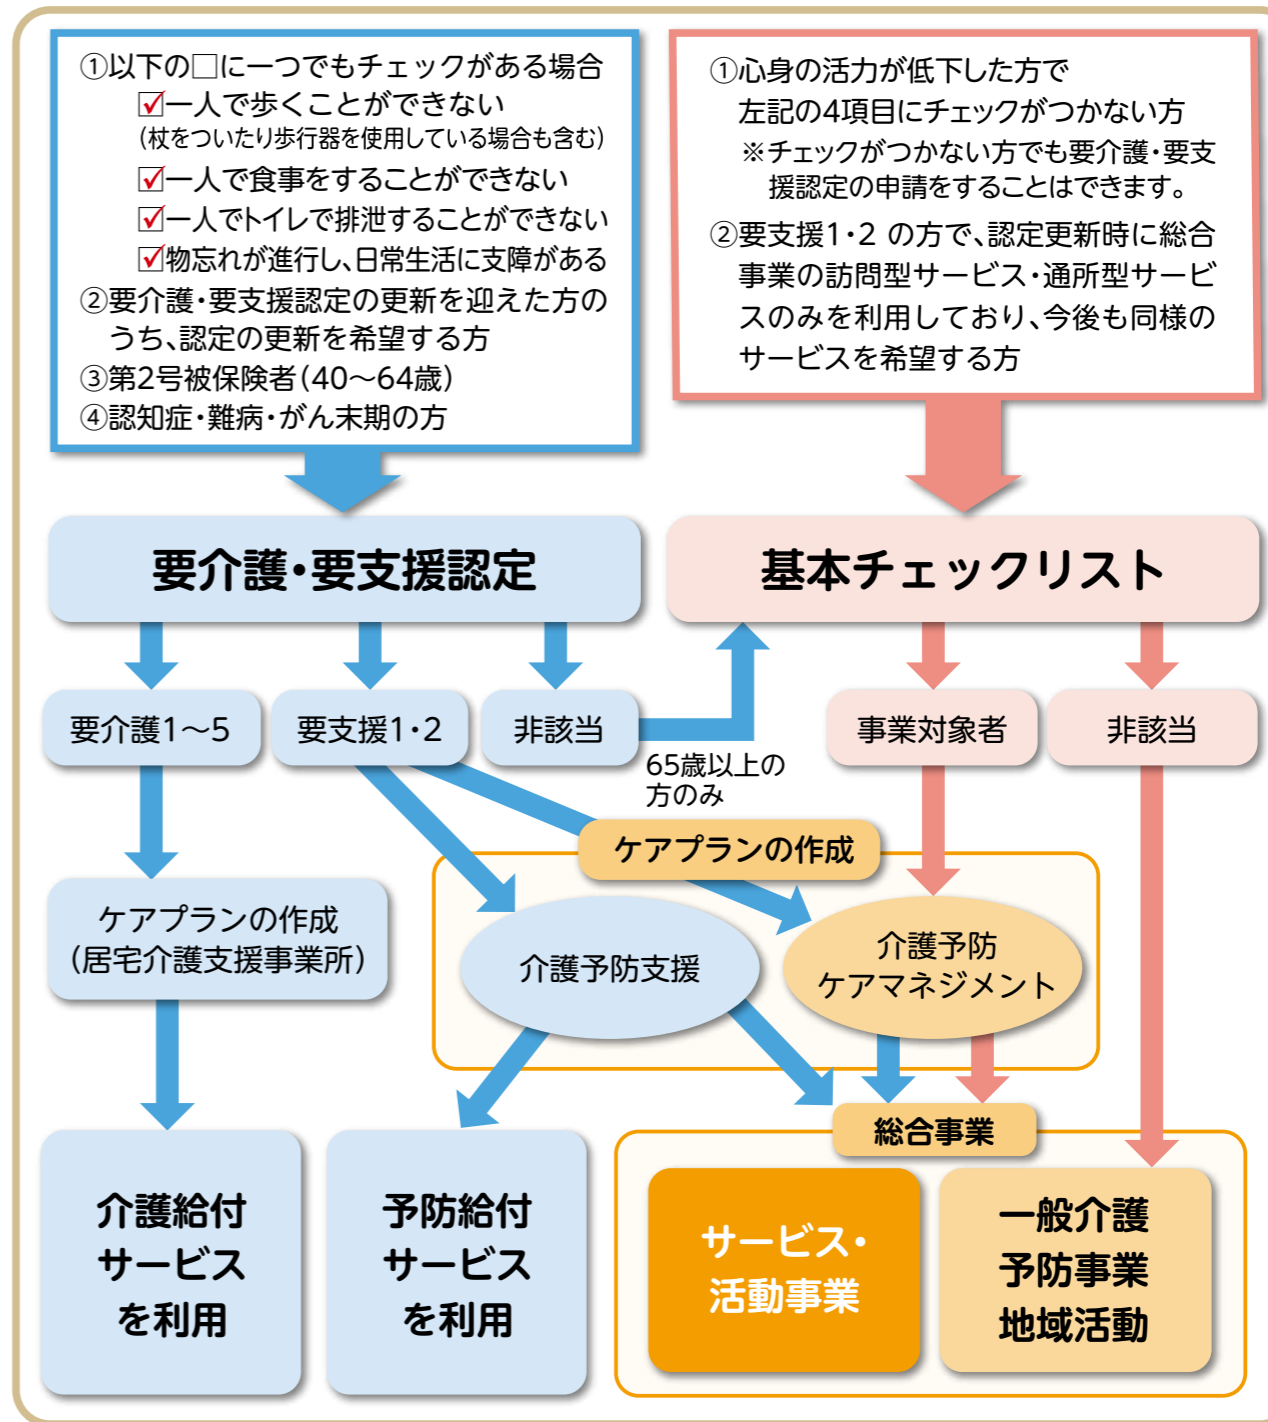 ①以下の□に一つでもチェックがある場合
☑一人で歩くことができない
（杖をついたり歩行器を使用している場合も含む）
☑一人で食事をすることができない
☑一人でトイレで排泄することができない
☑物忘れが進行し、日常生活に支障がある
②要介護・要支援認定の更新を迎えた方の
うち、認定の更新を希望する方
③第2号被保険者（40～64歳）
④認知症・難病・がん末期の方
①心身の活力が低下した方で
左記の4項目にチェックがつかない方
※チェックがつかない方でも要介護・要支
援認定の申請をすることはできます。
②要支援1・2 の方で、認定更新時に総合
事業の訪問型サービス・通所型サービ
スのみを利用しており、今後も同様の
サービスを希望する方
要介護・要支援認定
基本チェックリスト
要介護1～5
要支援1・2
非該当
65歳以上の
方のみ
事業対象者
非該当
ケアプランの作成
ケアプランの作成
（居宅介護支援事業所）
介護予防支援
介護予防
ケアマネジメント
総合事業
介護給付
サービス
を利用
予防給付
サービス
を利用
サービス・
活動事業
一般介護
予防事業
地域活動